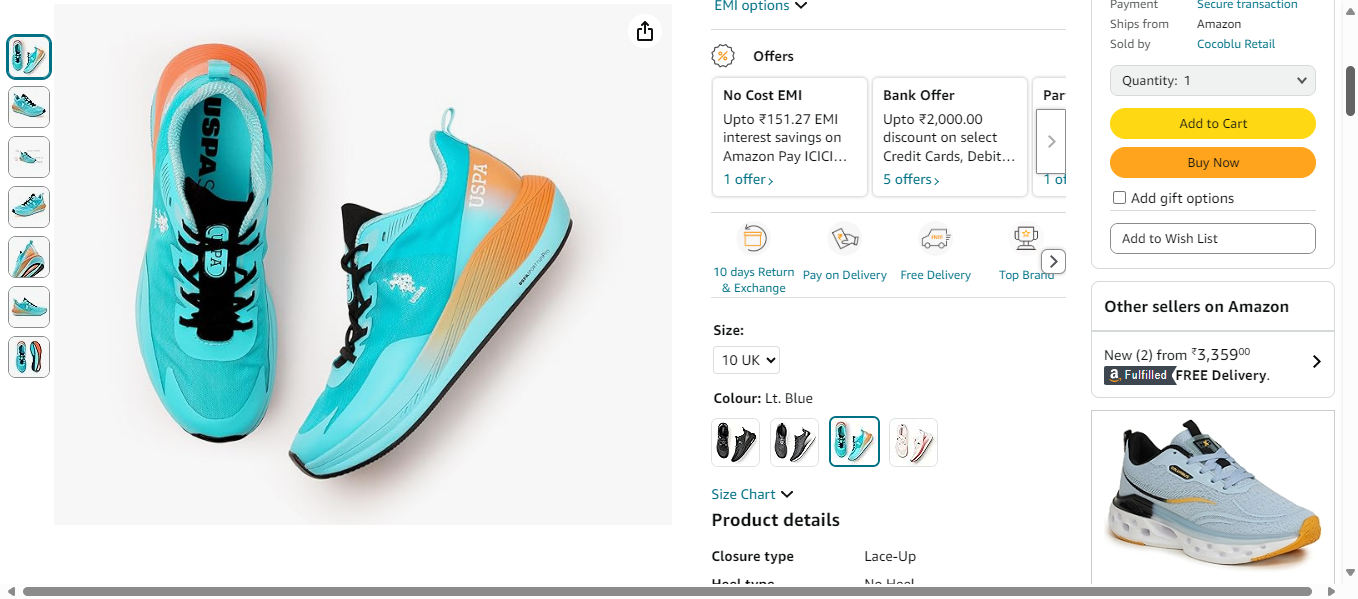 EMI options
Offers
No Cost EMI
Upto ₹151.27 EMI
interest savings on
Amazon Pay ICICI…
1 offer
Bank Offer
Upto ₹2,000.00
discount on select
Credit Cards, Debit…
5 offers
Par
1 of
10 days Return
& Exchange
Pay on Delivery
FREE
Free Delivery
Top Brand
Size:
10 UK
Colour: Lt. Blue
Size Chart
Product details
Closure type
Lace-Up
Heel type
No Heel
Payment
Secure transaction
Ships from
Amazon
Sold by
Cocoblu Retail
Quantity: 1
Add to Cart
Buy Now
Add gift options
Add to Wish List
Other sellers on Amazon
New (2) from ₹3,35900
a Fulfilled FREE Delivery.
USPA
USPA
USPA